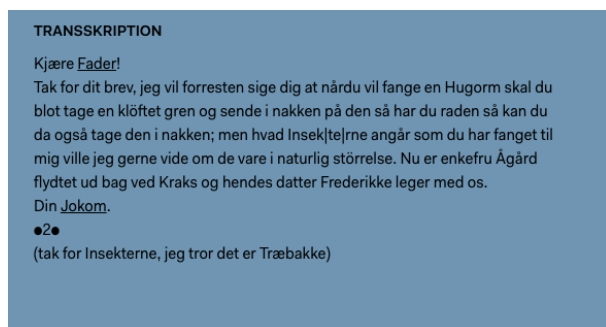 TRANSSKRIPTION
Kjære Fader!
Tak for dit brev, jeg vil forresten sige dig at nårdu vil fange en Hugorm skal du
blot tage en klöftet gren og sende i nakken på den så har du raden så kan du
da også tage den i nakken; men hvad Insek|te|rne angår som du har fanget til
mig ville jeg gerne vide om de vare i naturlig störrelse. Nu er enkefru Ågård
flydtet ud bag ved Kraks og hendes datter Frederikke leger med os.
Din Jokom.
●2●
(tak for Insekterne, jeg tror det er Træbakke)